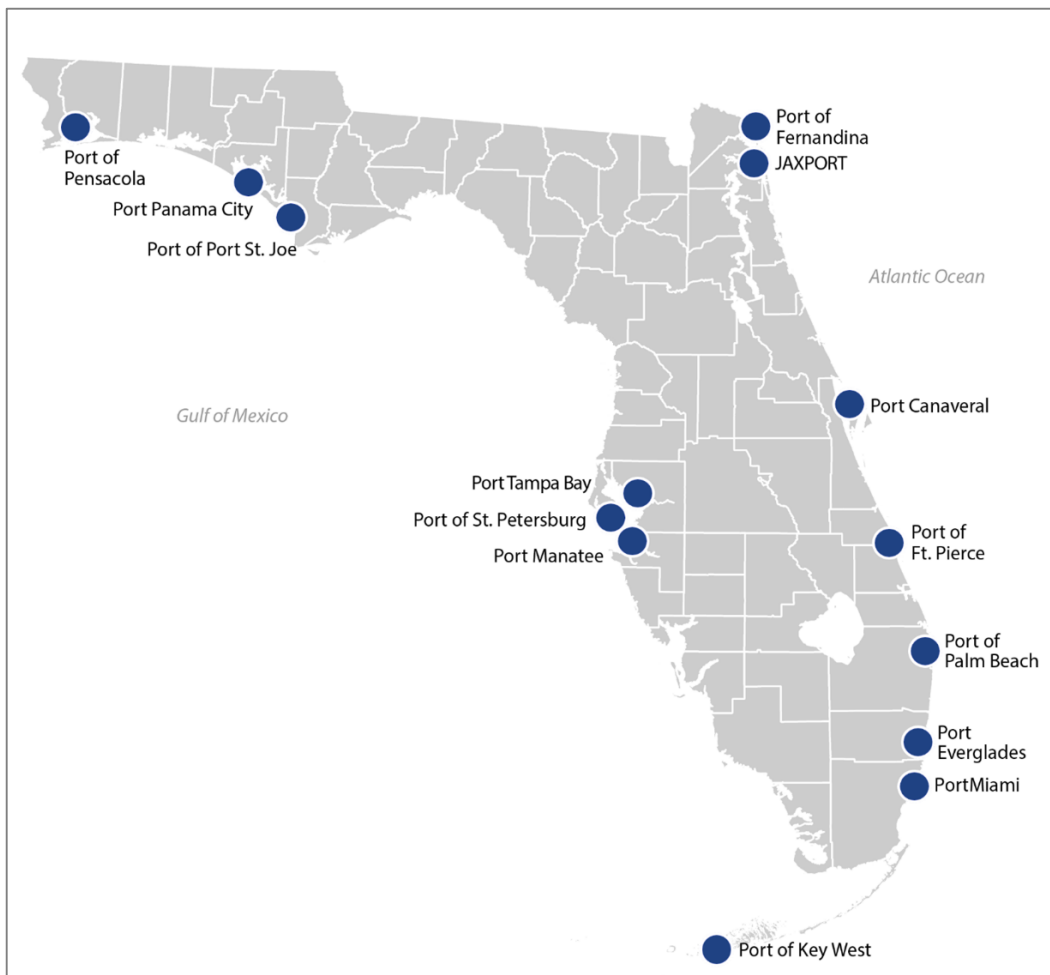 Port of
Fernandina
JAXPORT
Port of
Pensacola
Port Panama City
Port of Port St. Joe
Atlantic Ocean
Gulf of Mexico
Port Canaveral
Port Tampa Bay
Port of St. Petersburg
Port Manatee
Port of
Ft. Pierce
Port of
Palm Beach
Port
Everglades
PortMiami
Port of Key West